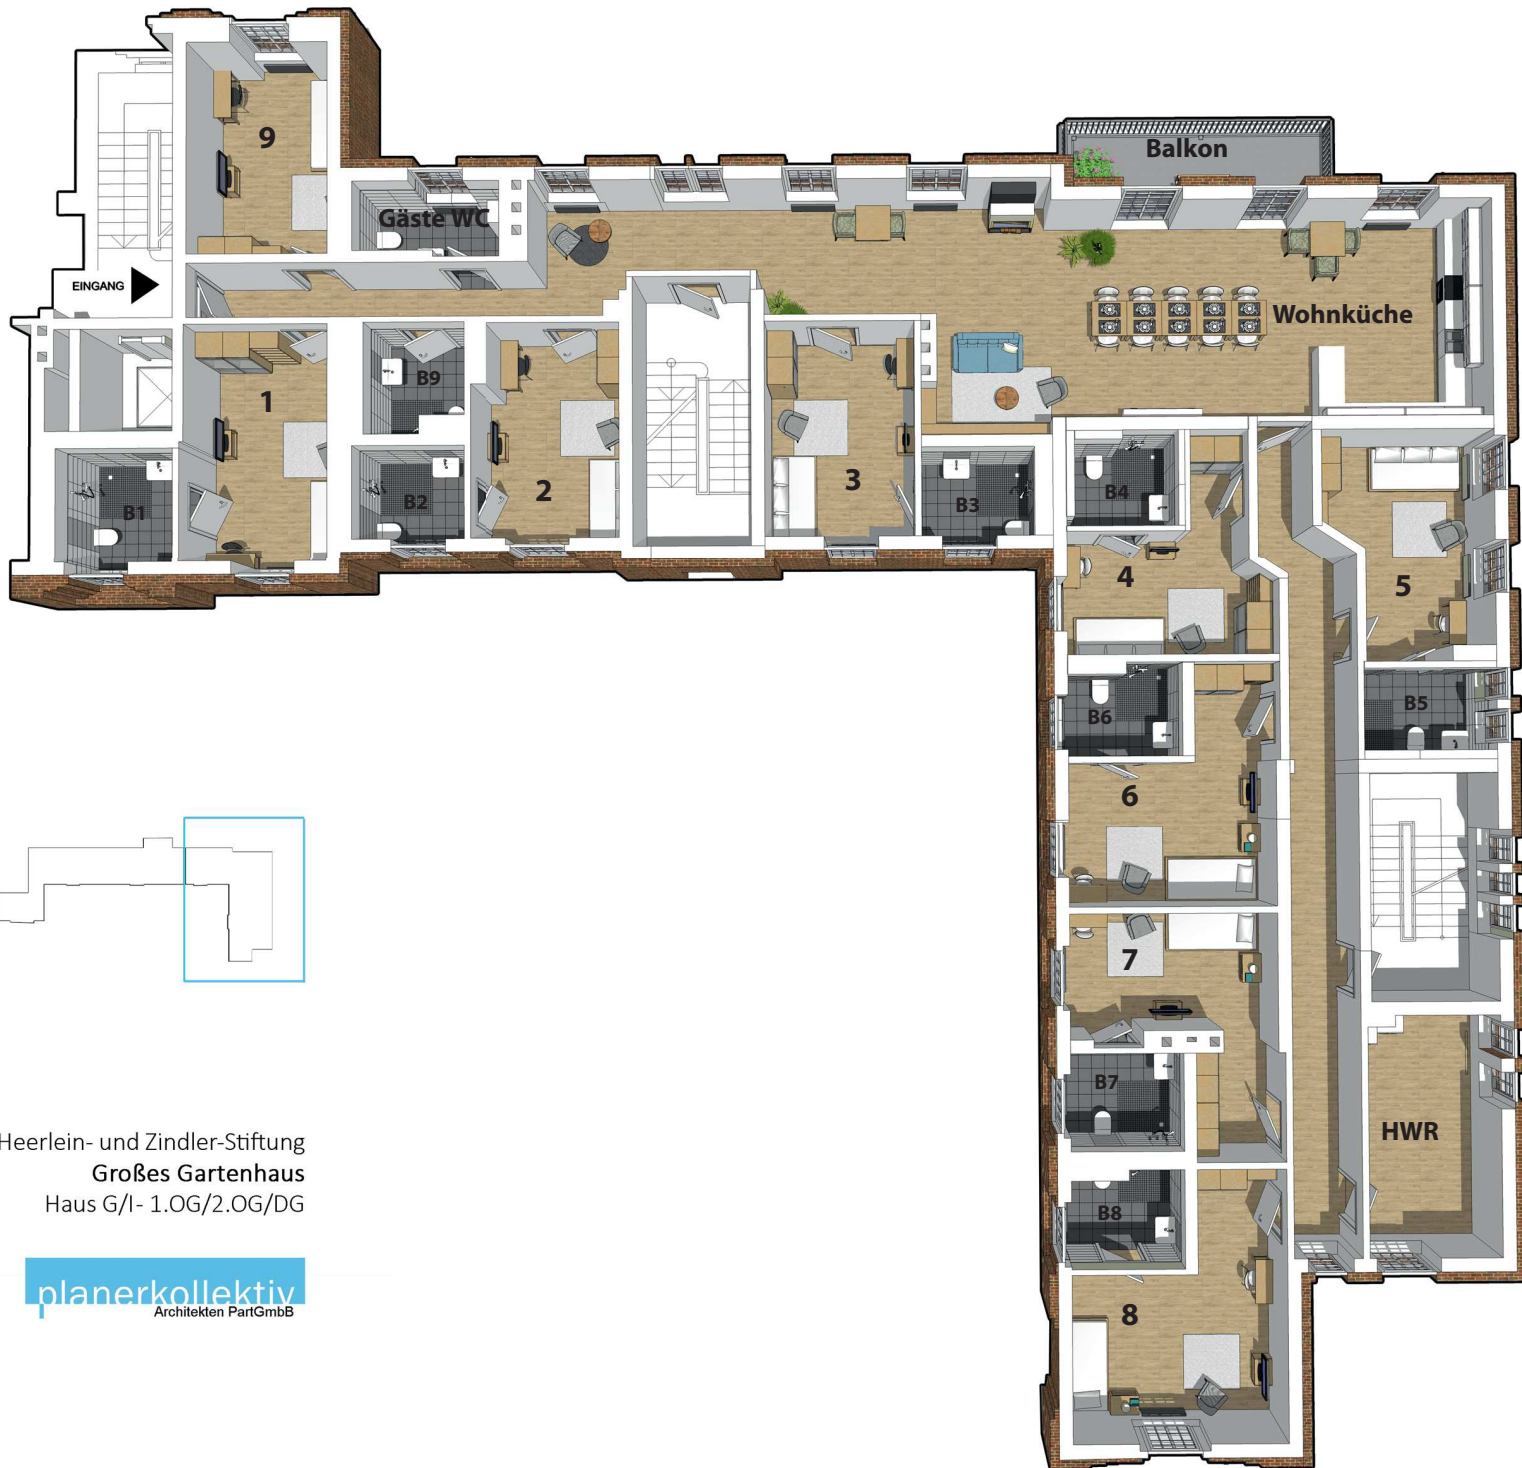 9
Balkon
Gäste WC
EINGANG
Wohnküche
1
B9
2
3
B1
B2
B3
B4
4
5
B6
B5
6
7
B7
HWR
B8
8
Heerlein- und Zindler-Stiftung
Großes Gartenhaus
Haus G/I- 1.OG/2.OG/DG
planerkollektiv
Architekten PartGmbB